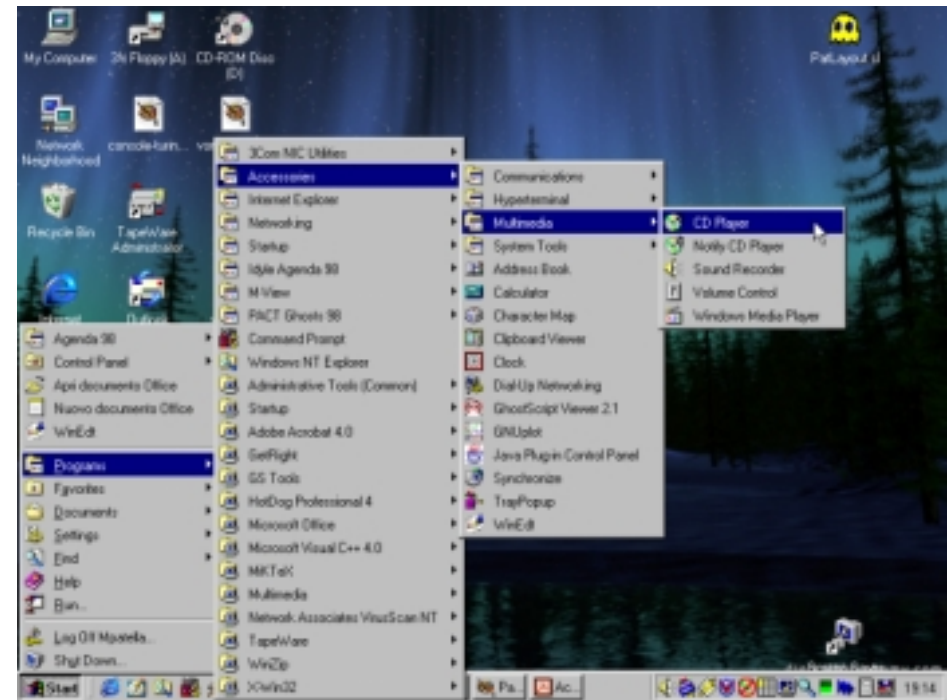 My Computer
3½ Floppy (A)
CD-ROM Disc
(D)
Network
Neighborhood
Recycle Bin
TapeWare
Administrator
Internet
Outlook
3Com NIC Utilities
Accessories
Internet Explorer
Networking
Startup
Idyle Agenda 98
M-View
PACT Ghosts 98
Command Prompt
Windows NT Explorer
Administrative Tools (Common)
Startup
Adobe Acrobat 4.0
GetRight
GS Tools
HotDog Professional 4
Microsoft Office
Microsoft Visual C++ 4.0
MiKTeX
Multimedia
Network Associates VirusScan NT
TapeWare
WinZip
XWin32
Communications
Hyperterminal
Multimedia
System Tools
Address Book
Calculator
Character Map
Clipboard Viewer
Clock
Dial-Up Networking
GhostScript Viewer 2.1
GNUplot
Java Plug-in Control Panel
Synchronize
TrayPopup
WinEdt
CD Player
Notify CD Player
Sound Recorder
Volume Control
Windows Media Player
Agenda 98
Control Panel
Apri documento Office
Nuovo documento Office
WinEdt
Programs
Favorites
Documents
Settings
Find
Help
Run...
Log Off Mpatella...
Shut Down...
Start
Pa...
Ac...
19:14